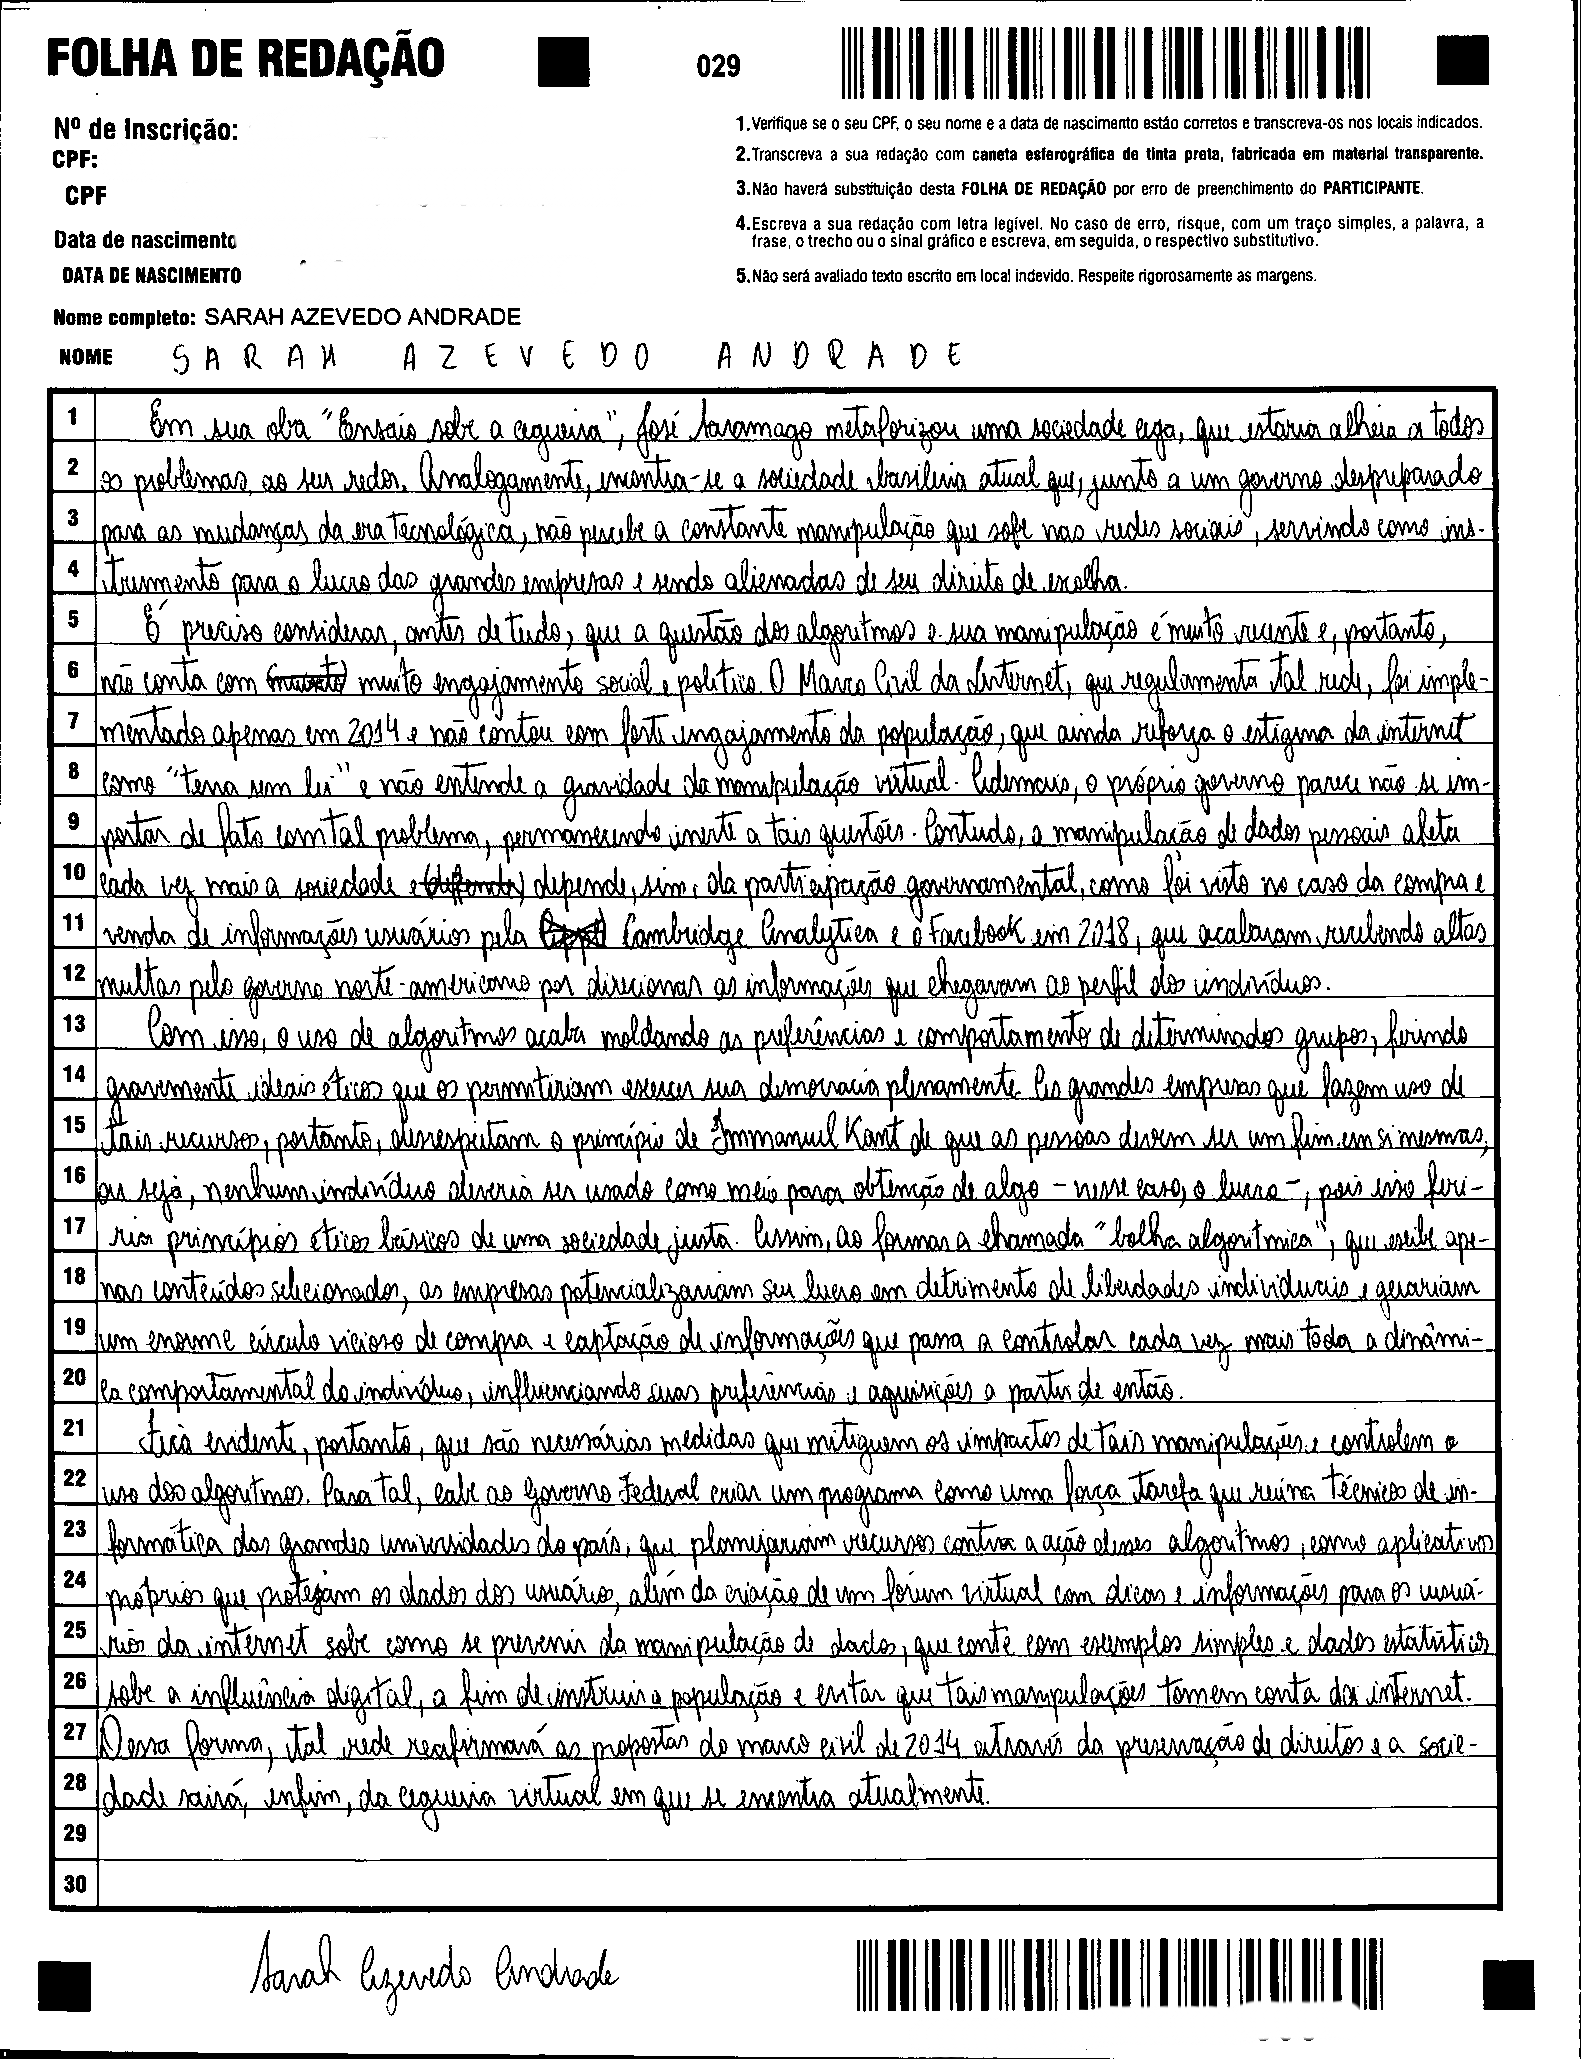 FOLHA DE REDAÇÃO
029
Nº de Inscrição:
CPF:
CPF
Data de nascimento
DATA DE NASCIMENTO
Nome completo: SARAH AZEVEDO ANDRADE
NOME SARAH AZEVEDO ANDRADE
1.Verifique se o seu CPF, o seu nome e a data de nascimento estão corretos e transcreva-os nos locais indicados.
2.Transcreva a sua redação com caneta esferográfica de tinta preta, fabricada em material transparente.
3.Não haverá substituição desta FOLHA DE REDAÇÃO por erro de preenchimento do PARTICIPANTE.
4.Escreva a sua redação com letra legível. No caso de erro, risque, com um traço simples, a palavra, a
frase, o trecho ou o sinal gráfico e escreva, em seguida, o respectivo substitutivo.
5.Não será avaliado texto escrito em local indevido. Respeite rigorosamente as margens.
1 Em sua obra "Ensaio sobre a cegueira", José Saramago metaforizou uma sociedade cega, que estaria alheia a todos
2 os problemas ao seu redor. Analogamente, encontra-se a sociedade brasileira atual que, junto a um governo despreparado
3 para as mudanças da era tecnológica, não percebe a constante manipulação que sofre nas redes sociais, servindo como ins-
4 trumento para o lucro das grandes empresas e sendo alienadas de seu direito de escolha.
5 É preciso considerar, antes de tudo, que a questão dos algoritmos e sua manipulação é muito recente e, portanto,
6 não conta com (muito) muito engajamento social e político. O Marco Civil da Internet, que regulamenta tal rede, foi imple-
7 mentado apenas em 2014 e não contou com forte engajamento da população, que ainda reforça o estigma da internet
8 como "terra sem lei" e não entende a gravidade da manipulação virtual. Ademais, o próprio governo parece não se im-
9 portar de fato com tal problema, permanecendo inerte a tais questões. Contudo, a manipulação de dados pessoais afeta
10 cada vez mais a sociedade e depende, sim, da participação governamental, como foi visto no caso da compra e
11 venda de informações usuários pela Cambridge Analytica e o Facebook em 2018, que acabaram recebendo altas
12 multas pelo governo norte-americano por direcionar as informações que chegavam ao perfil dos indivíduos.
13 Com isso, o uso de algoritmos acaba moldando as preferências e comportamento de determinados grupos, ferindo
14 gravemente ideais éticos que os permitiriam exercer sua democracia plenamente. As grandes empresas que fazem uso de
15 tais recursos, portanto, desrespeitam o princípio de Immanuel Kant de que as pessoas devem ser um fim em si mesmas,
16 ou seja, nenhum indivíduo deveria ser usado como meio para obtenção de algo - nesse caso, o lucro -, pois isso feri-
17 ria princípios éticos básicos de uma sociedade justa. Assim, ao formar a chamada "bolha algorítmica", que exibe ape-
18 nas conteúdos selecionados, as empresas potencializariam seu lucro em detrimento de liberdades individuais e gerariam
19 um enorme círculo vicioso de compra e captação de informações que passa a controlar cada vez mais toda a dinâmi-
20 ca comportamental do indivíduo, influenciando suas preferências e aquisições a partir de então.
21 Fica evidente, portanto, que são necessárias medidas que mitiguem os impactos de tais manipulações e controlem o
22 uso dos algoritmos. Para tal, cabe ao Governo Federal criar um programa como uma força tarefa que reúna técnicos de in-
23 formática das grandes universidades do país, que planejariam recursos contra a ação desses algoritmos, como aplicativos
24 próprios que protejam os dados dos usuários, além da criação de um fórum virtual com dicas e informações para os usuá-
25 rios da internet sobre como se prevenir da manipulação de dados, que conte com exemplos simples e dados estatísticos
26 sobre a influência digital, a fim de instruir a população e evitar que tais manipulações tomem conta da internet.
27 Dessa forma, tal rede reafirmará as propostas do marco civil de 2014 através da preservação de direitos e a socie-
28 dade sairá, enfim, da cegueira virtual em que se encontra atualmente.
29
30
Sarah Azevedo Andrade